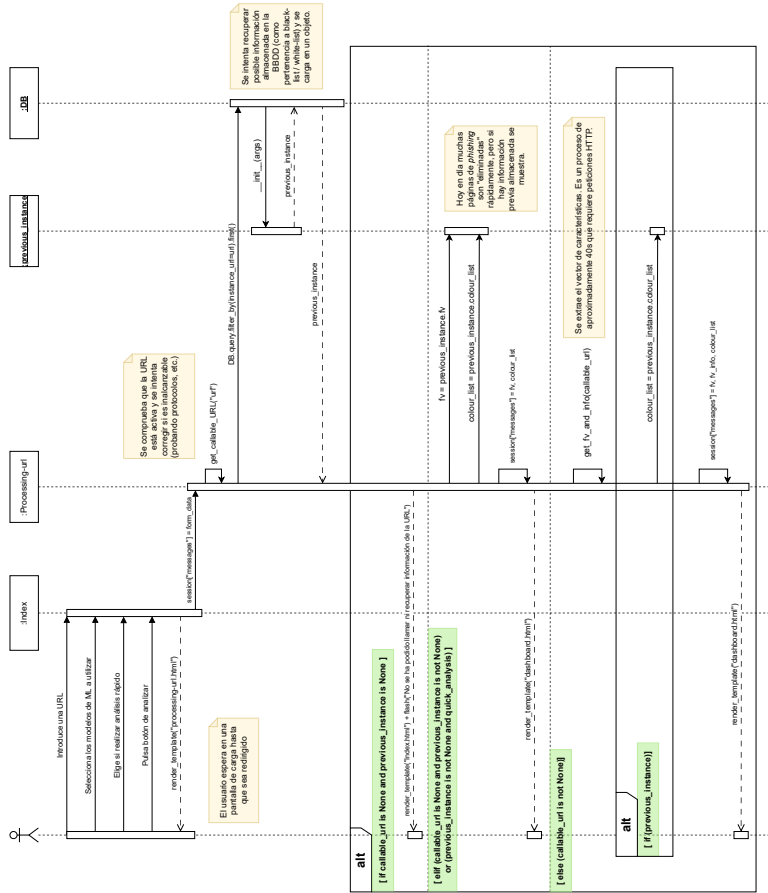 :Index
:Processing-url
:previous_instance
:DB
Introduce una URL
Selecciona los modelos de ML a utilizar
Elige si realizar análisis rápido
Pulsa botón de analizar
render_template("processing-url.html")
El usuario espera en una
pantalla de carga hasta
que sea redirigido
session["messages"] = form_data
Se comprueba que la URL
está activa y se intenta
corregir si es inalcanzable
(probando protocolos, etc.)
get_callable_URL("url")
DB.query.filter_by(instance_url=url).first()
__init__(args)
previous_instance
previous_instance
Se intenta recuperar
posible información
almacenada en la
BBDD (como
pertenencia a black-
list / white-list) y se
carga en un objeto.
alt
[ if callable_url is None and previous_instance is None ]
render_template("index.html") + flash("No se ha podido llamar ni recuperar información de la URL")
[ elif (callable_url is None and previous_instance is not None)
or (previous_instance is not None and quick_analysis) ]
fv = previous_instance.fv
colour_list = previous_instance.colour_list
Hoy en día muchas
páginas de phishing
son "eliminadas"
rápidamente, pero si
hay información
previa almacenada se
muestra.
session["messages"] = fv, colour_list
render_template("dashboard.html")
[ else (callable_url is not None)]
get_fv_and_info(callable_url)
Se extrae el vector de características. Es un proceso de
aproximadamente 40s que requiere peticiones HTTP.
alt
[ if (previous_instance)]
colour_list = previous_instance.colour_list
session["messages"] = fv, fv_info, colour_list
render_template("dashboard.html")